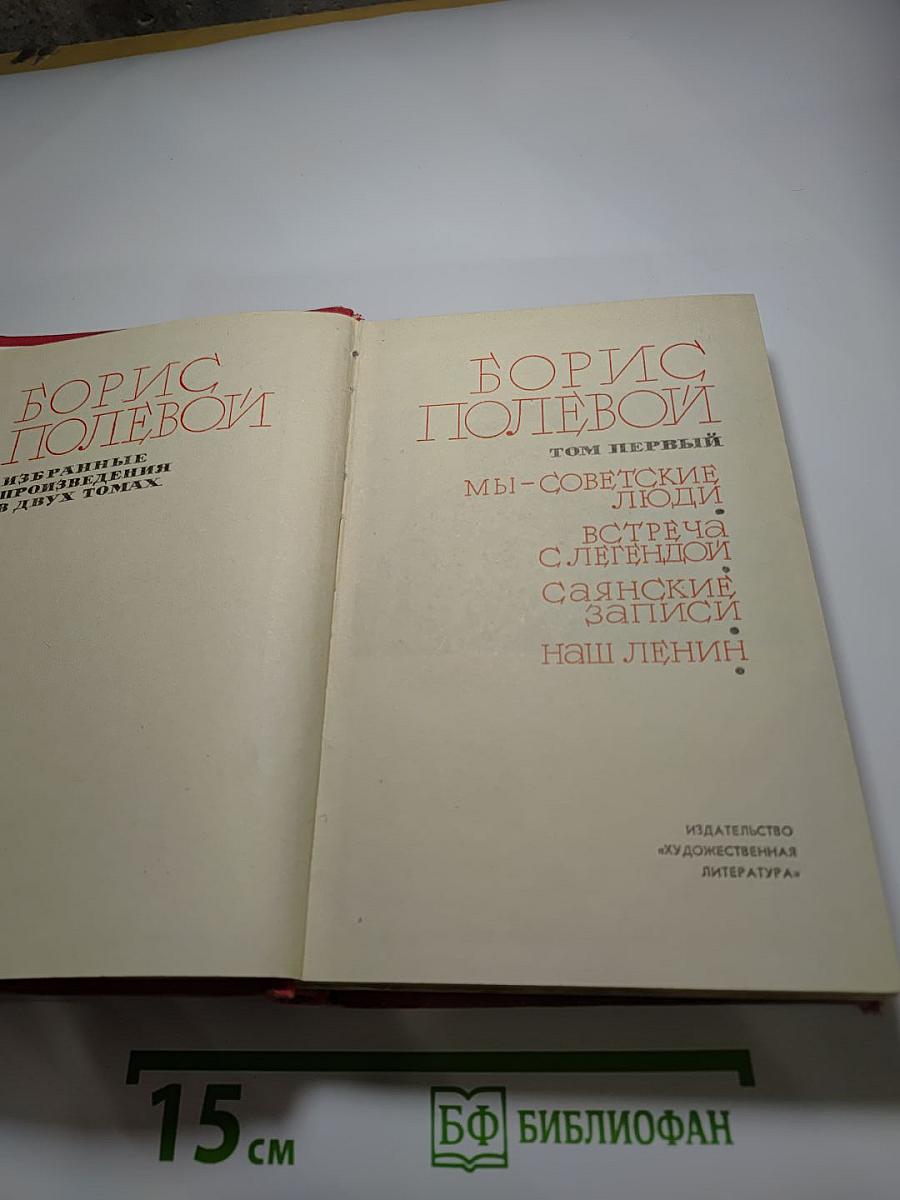 БОРИС
ПОЛЕВОЙ
ИЗБРАННЫЕ
ПРОИЗВЕДЕНИЯ
В ДВУХ ТОМАХ
БОРИС
ПОЛЕВОЙ
ТОМ ПЕРВЫЙ
МЫ–СОВЕТСКИЕ
ЛЮДИ
ВСТРЕЧА
С ЛЕГЕНДОЙ
САЯНСКИЕ
ЗАПИСИ
НАШ ЛЕНИН
ИЗДАТЕЛЬСТВО
«ХУДОЖЕСТВЕННАЯ
ЛИТЕРАТУРА»
15 см
БФ БИБЛИОФАН